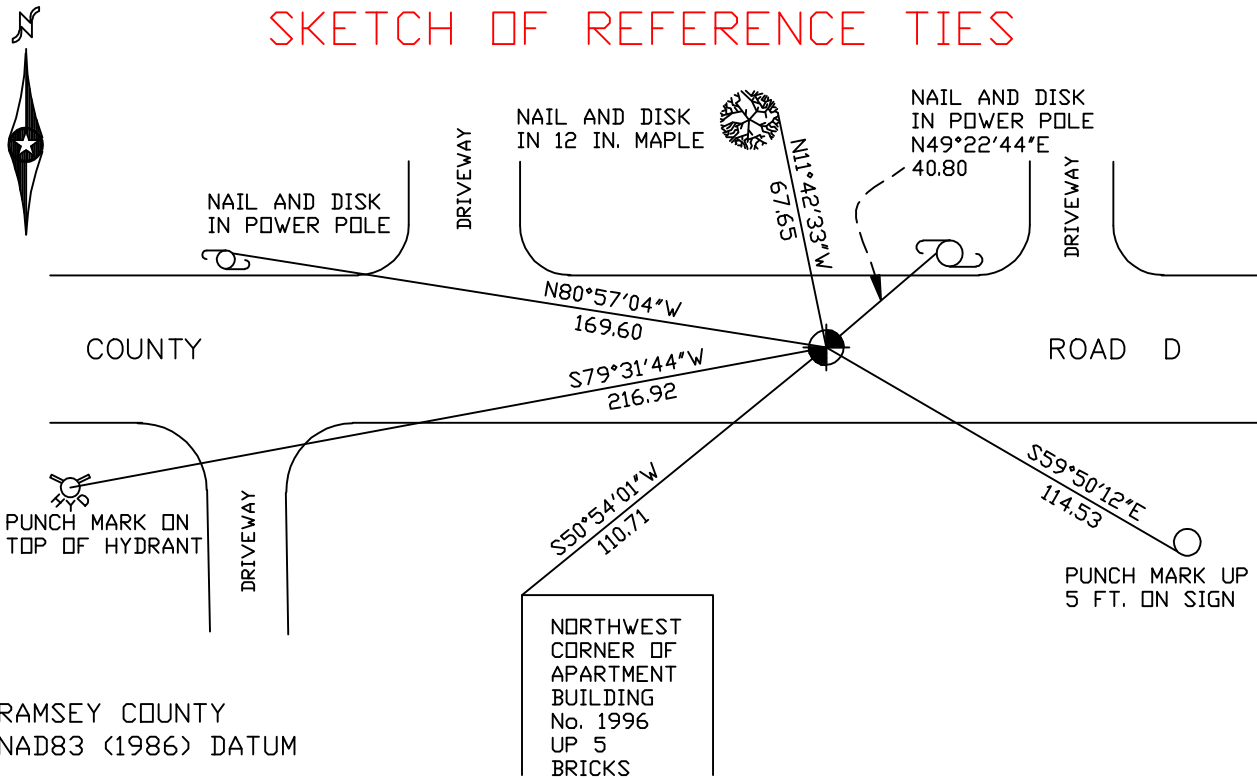 N
SKETCH OF REFERENCE TIES
NAIL AND DISK
IN POWER POLE
N49°22'44"E
40.80
NAIL AND DISK
IN 12 IN. MAPLE
DRIVEWAY
N11°42'33"W
67.65
DRIVEWAY
NAIL AND DISK
IN POWER POLE
N80°57'04"W
169.60
COUNTY
ROAD D
S79°31'44"W
216.92
HYD
PUNCH MARK ON
TOP OF HYDRANT
DRIVEWAY
S50°54'01"W
110.71
S59°50'12"E
114.53
PUNCH MARK UP
5 FT. ON SIGN
NORTHWEST
CORNER OF
APARTMENT
BUILDING
No. 1996
UP 5
BRICKS
RAMSEY COUNTY
NAD83 (1986) DATUM